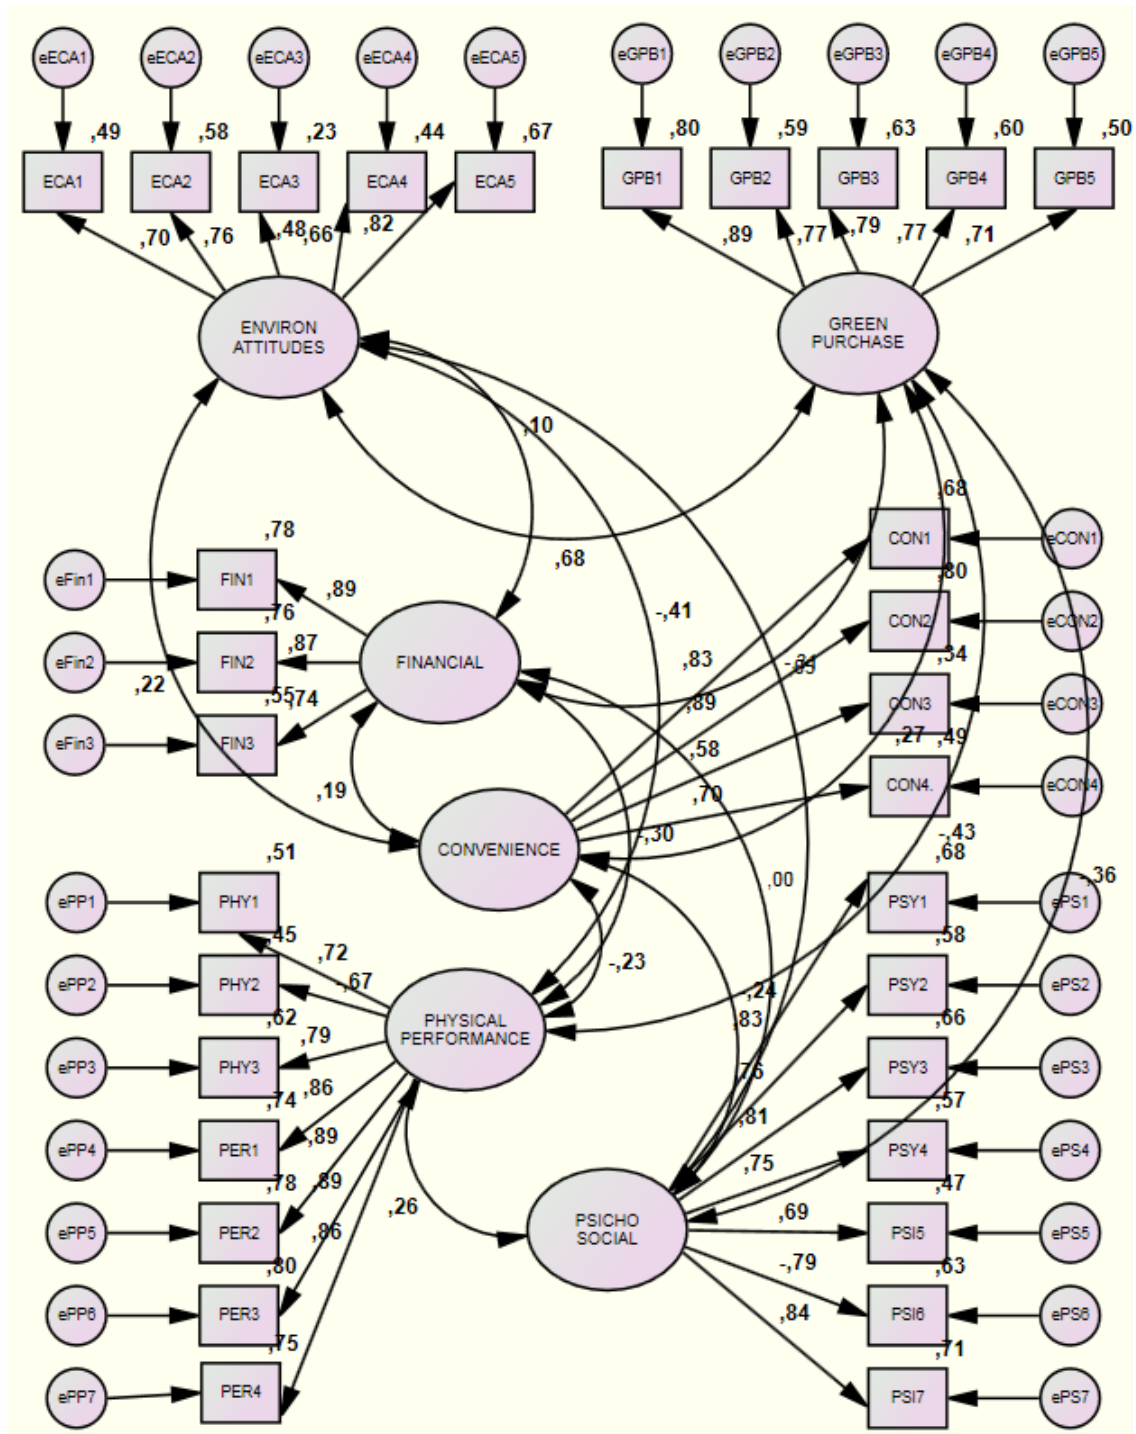 eECA1 eECA2 eECA3 eECA4 eECA5 eGPB1 eGPB2 eGPB3 eGPB4 eGPB5
,49 ,58 ,23 ,44 ,67 ,80 ,59 ,63 ,60 ,50
ECA1 ECA2 ECA3 ECA4 ECA5 GPB1 GPB2 GPB3 GPB4 GPB5
,70 ,76 ,48 ,66 ,82 ,89 ,77 ,79 ,77 ,71
ENVIRON
ATTITUDES
GREEN
PURCHASE
,10
,68
,78
CON1 eCON1
,68
eFin1 FIN1 ,89
-,41
,80
,76
CON2 eCON2
,87
eFin2 FIN2 FINANCIAL ,83
,34
,22 ,55 ,74 ,89
CON3 eCON3
eFin3 FIN3 ,58 ,27 ,49
,19 ,70 CON4. eCON4
-,30 -,43
,51 CONVENIENCE ,68
,00 -,36
ePP1 PHY1 PSY1 ePS1
,45 ,72 ,58
-,67 -,23
ePP2 PHY2 PSY2 ePS2
,62 ,79 PHYSICAL
PERFORMANCE
-,24
,83 ,66
ePP3 PHY3 ,76 PSY3 ePS3
,74 ,86 ,81 ,57
ePP4 PER1 ,89 ,75 PSY4 ePS4
,78 ,89 ,47
,26 ,69
ePP5 PER2 ,86 PSICHO
SOCIAL
PSI5 ePS5
,80 -,79 ,63
ePP6 PER3 ,84 PSI6 ePS6
,75 ,71
ePP7 PER4 PSI7 ePS7